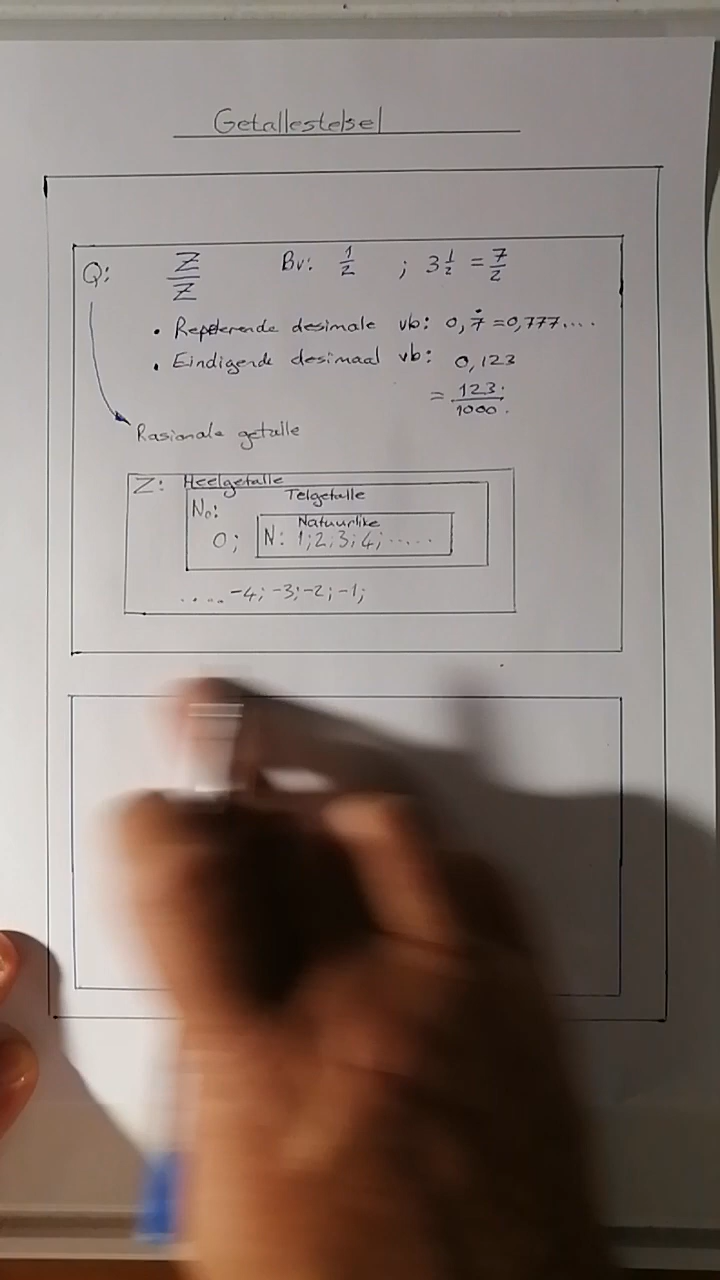 Getallestelsel
Q: Z/Z Bv: 1/2 ; 3 1/2 = 7/2
• Repeterende desimale vb: 0,7̇ = 0,777....
• Eindigende desimaal vb: 0,123
= 123/1000.
Rasionale getalle
Z: Heelgetalle
Telgetalle
N₀:
Natuurlike
0; N: 1;2;3;4;.....
.....-4;-3;-2;-1;